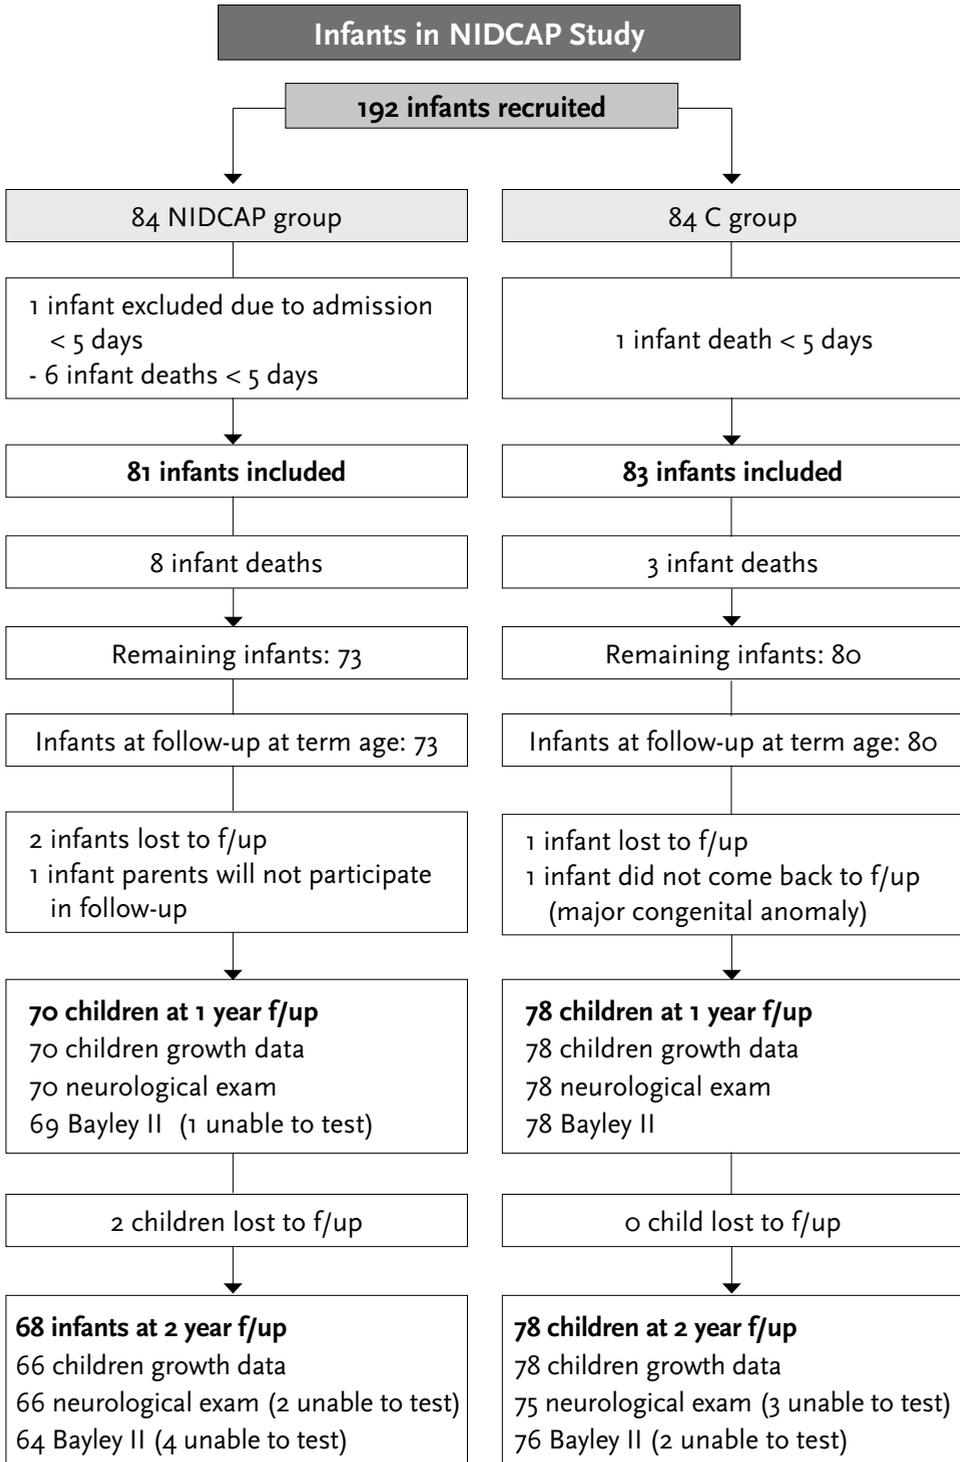 Infants in NIDCAP Study
192 infants recruited
84 NIDCAP group
84 C group
1 infant excluded due to admission
< 5 days
- 6 infant deaths < 5 days
1 infant death < 5 days
81 infants included
83 infants included
8 infant deaths
3 infant deaths
Remaining infants: 73
Remaining infants: 80
Infants at follow-up at term age: 73
Infants at follow-up at term age: 80
2 infants lost to f/up
1 infant parents will not participate
in follow-up
1 infant lost to f/up
1 infant did not come back to f/up
(major congenital anomaly)
70 children at 1 year f/up
70 children growth data
70 neurological exam
69 Bayley II (1 unable to test)
78 children at 1 year f/up
78 children growth data
78 neurological exam
78 Bayley II
2 children lost to f/up
0 child lost to f/up
68 infants at 2 year f/up
66 children growth data
66 neurological exam (2 unable to test)
64 Bayley II (4 unable to test)
78 children at 2 year f/up
78 children growth data
75 neurological exam (3 unable to test)
76 Bayley II (2 unable to test)